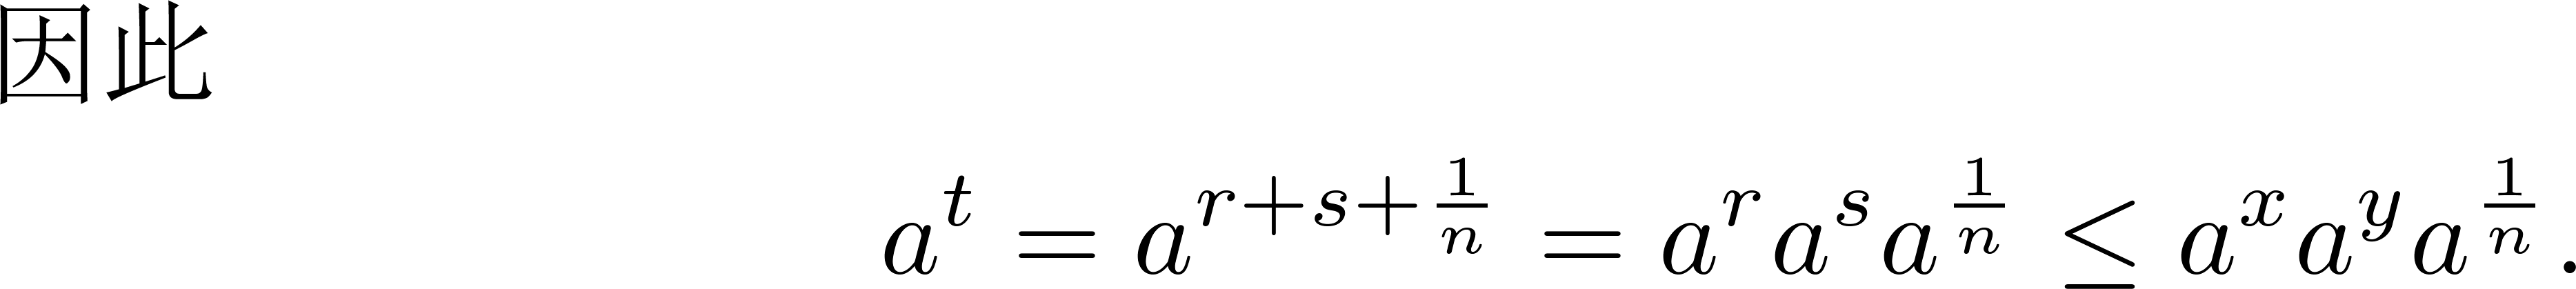 因此
$a^t = a^{r+s+\frac{1}{n}} = a^r a^s a^{\frac{1}{n}} \leq a^x a^y a^{\frac{1}{n}}.$